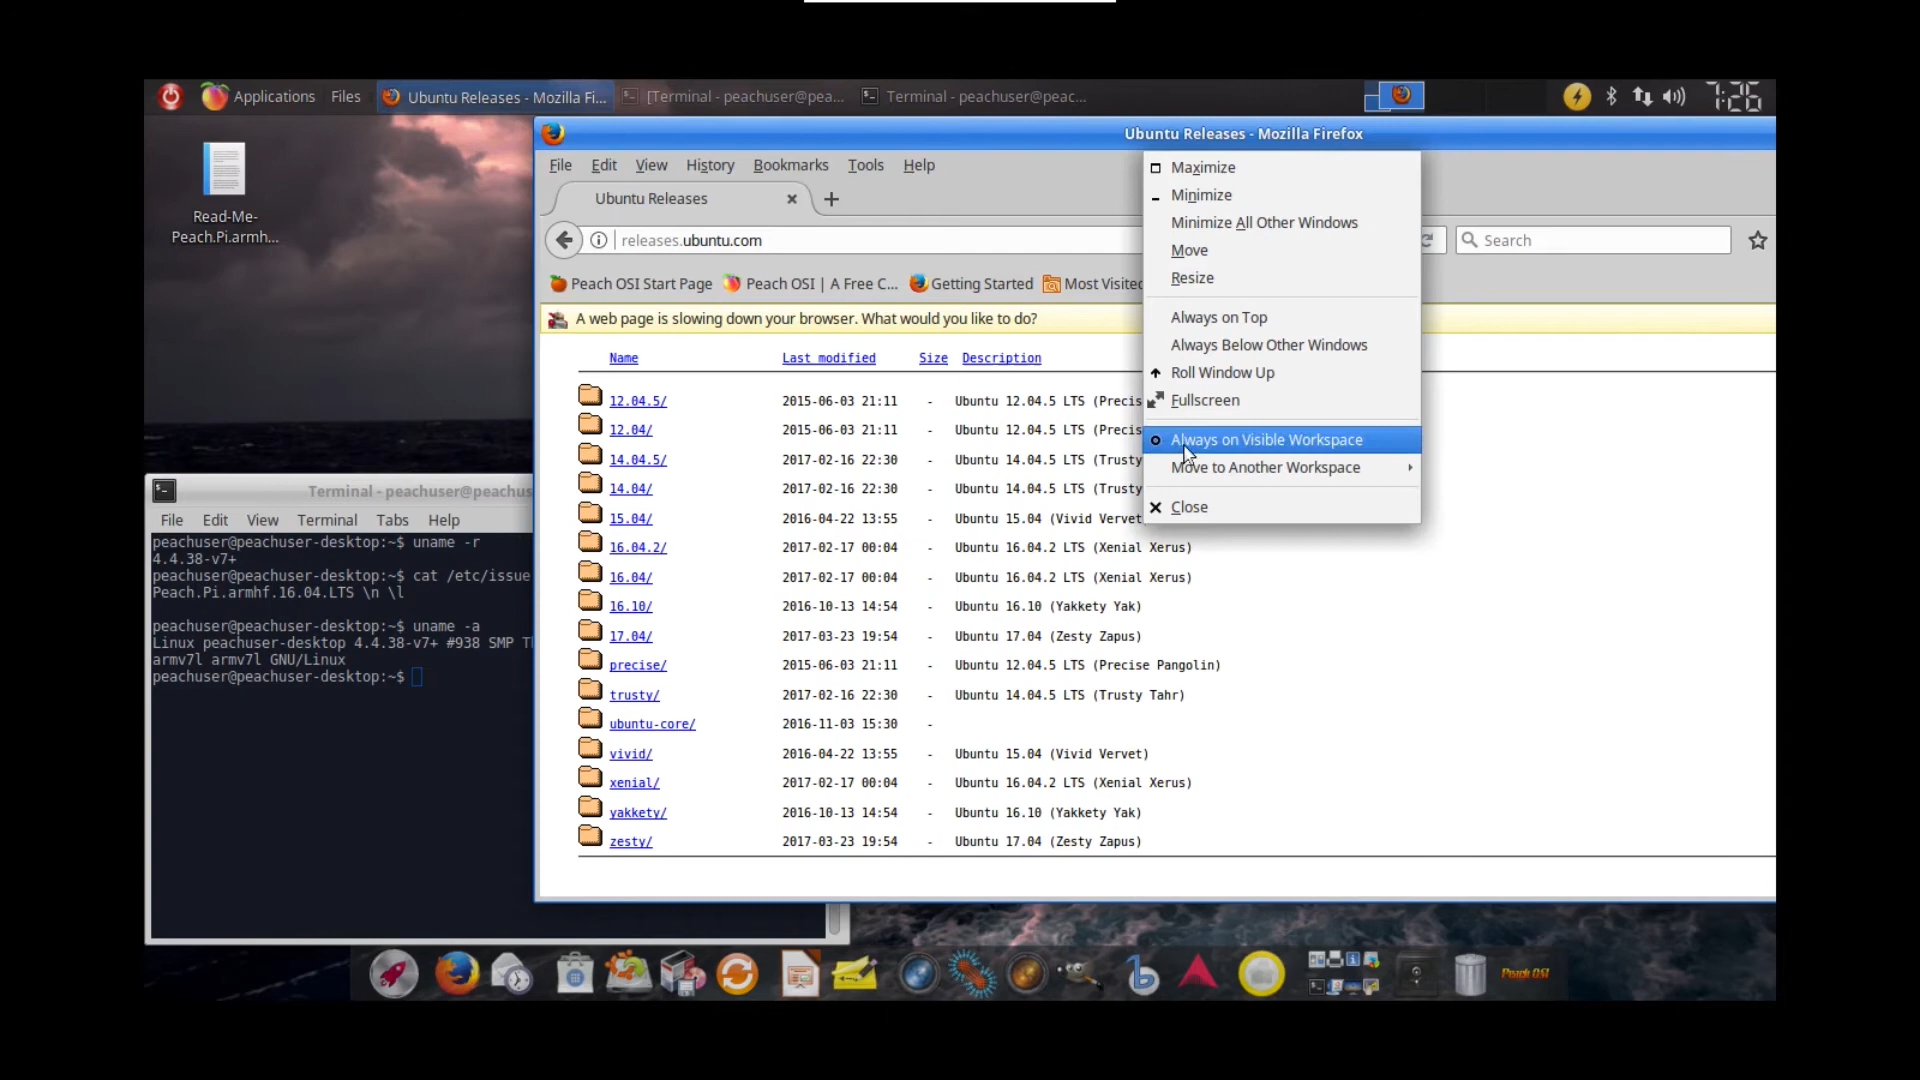 Applications Files Ubuntu Releases - Mozilla Fi... [Terminal - peachuser@pea... Terminal - peachuser@peac... 7:26
Read-Me-
Peach.Pi.armh...
Ubuntu Releases - Mozilla Firefox
File Edit View History Bookmarks Tools Help
Ubuntu Releases
releases.ubuntu.com
Search
Peach OSI Start Page Peach OSI | A Free C... Getting Started Most Visited
A web page is slowing down your browser. What would you like to do?
Name Last modified Size Description
12.04.5/ 2015-06-03 21:11 - Ubuntu 12.04.5 LTS (Precis
12.04/ 2015-06-03 21:11 - Ubuntu 12.04.5 LTS (Precis
14.04.5/ 2017-02-16 22:30 - Ubuntu 14.04.5 LTS (Trusty
14.04/ 2017-02-16 22:30 - Ubuntu 14.04.5 LTS (Trusty
15.04/ 2016-04-22 13:55 - Ubuntu 15.04 (Vivid Vervet
16.04.2/ 2017-02-17 00:04 - Ubuntu 16.04.2 LTS (Xenial Xerus)
16.04/ 2017-02-17 00:04 - Ubuntu 16.04.2 LTS (Xenial Xerus)
16.10/ 2016-10-13 14:54 - Ubuntu 16.10 (Yakkety Yak)
17.04/ 2017-03-23 19:54 - Ubuntu 17.04 (Zesty Zapus)
precise/ 2015-06-03 21:11 - Ubuntu 12.04.5 LTS (Precise Pangolin)
trusty/ 2017-02-16 22:30 - Ubuntu 14.04.5 LTS (Trusty Tahr)
ubuntu-core/ 2016-11-03 15:30 -
vivid/ 2016-04-22 13:55 - Ubuntu 15.04 (Vivid Vervet)
xenial/ 2017-02-17 00:04 - Ubuntu 16.04.2 LTS (Xenial Xerus)
yakkety/ 2016-10-13 14:54 - Ubuntu 16.10 (Yakkety Yak)
zesty/ 2017-03-23 19:54 - Ubuntu 17.04 (Zesty Zapus)
Maximize
Minimize
Minimize All Other Windows
Move
Resize
Always on Top
Always Below Other Windows
Roll Window Up
Fullscreen
Always on Visible Workspace
Move to Another Workspace
Close
Terminal - peachuser@peachus
File Edit View Terminal Tabs Help
peachuser@peachuser-desktop:~$ uname -r
4.4.38-v7+
peachuser@peachuser-desktop:~$ cat /etc/issue
Peach.Pi.armhf.16.04.LTS \n \l
peachuser@peachuser-desktop:~$ uname -a
Linux peachuser-desktop 4.4.38-v7+ #938 SMP T
armv7l armv7l GNU/Linux
peachuser@peachuser-desktop:~$
Peach OSI